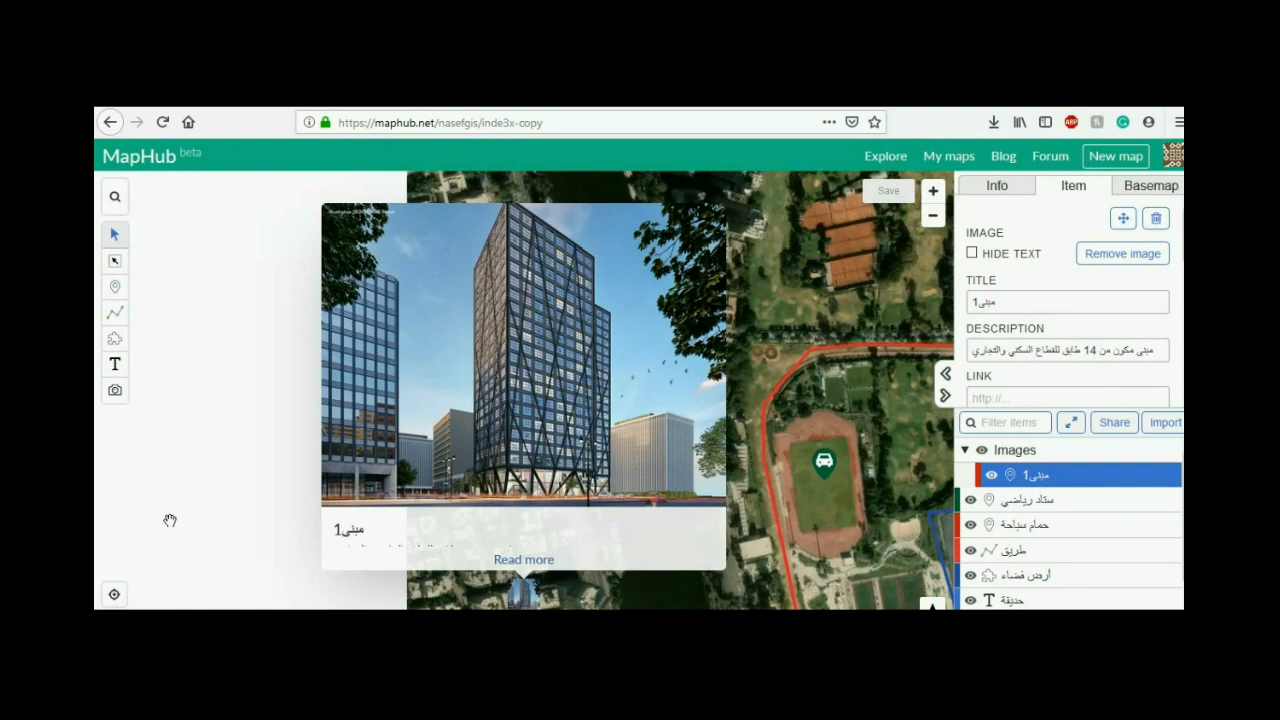 https://maphub.net/nasefgis/inde3x-copy
ABP
MapHub beta
Explore
My maps
Blog
Forum
New map
Save
+
−
Info
Item
Basemap
IMAGE
HIDE TEXT
Remove image
TITLE
مبنى1
DESCRIPTION
مبنى مكون من 14 طابق للقطاع السكني والتجاري
LINK
http://...
Filter items
Share
Import
Images
مبنى1
ستاد رياضي
حمام سباحة
طريق
أرض فضاء
T حديقة
T
مبنى1
Read more